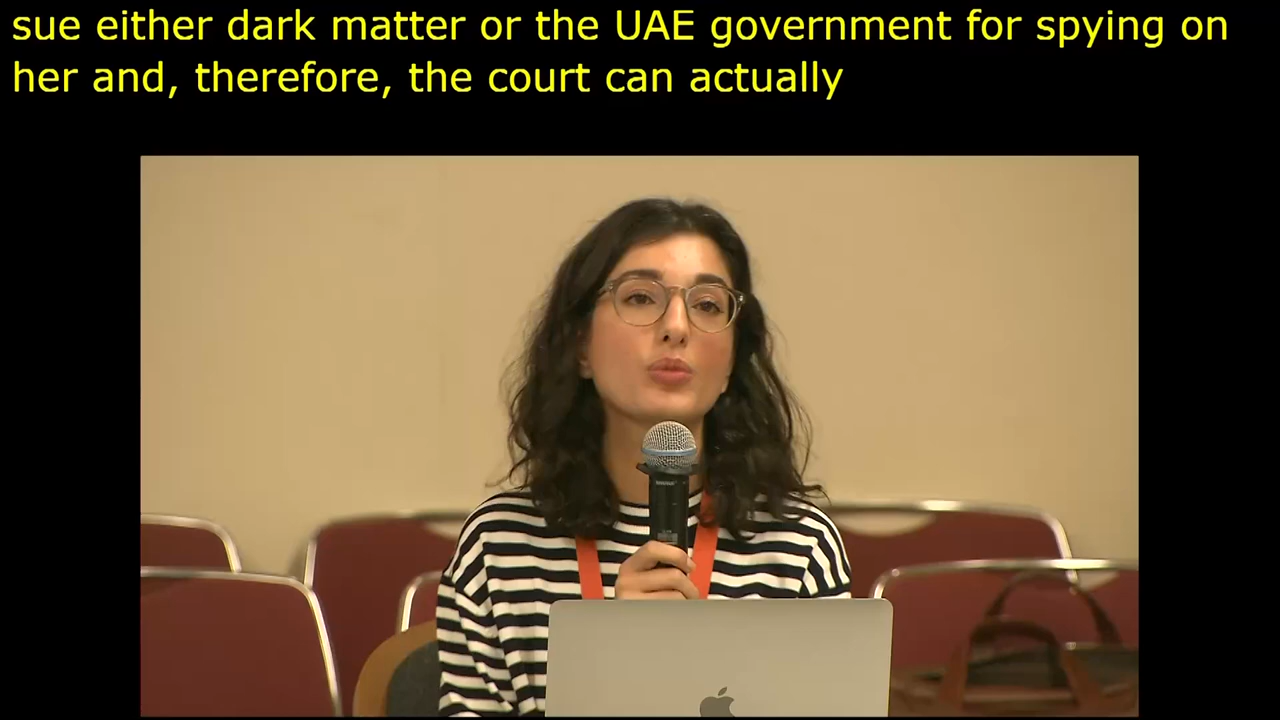 sue either dark matter or the UAE government for spying on
her and, therefore, the court can actually